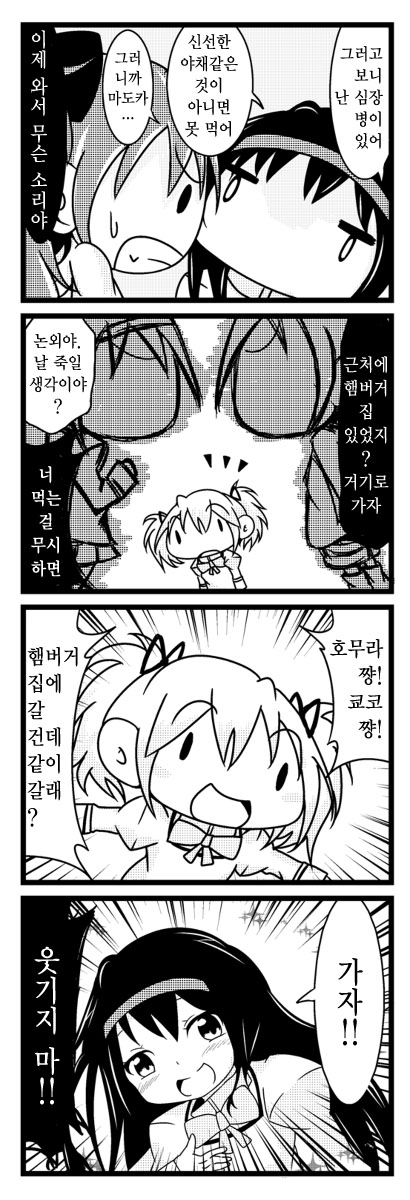 그러고
보니
난 심장
병이
있어
신선한
야채같은
것이
아니면
못 먹어
그러
니까
마도카
...
이제 와서 무슨 소리야
근처에
햄버거
집
있었지
?
거기로
가자
논외야.
날 죽일
생각이야
?
너
먹는
걸
무시
하면
호무라
쨩!
쿄코
쨩!
햄버거
집에
갈
건데
같이
갈래
?
가자!!
웃기지 마!!